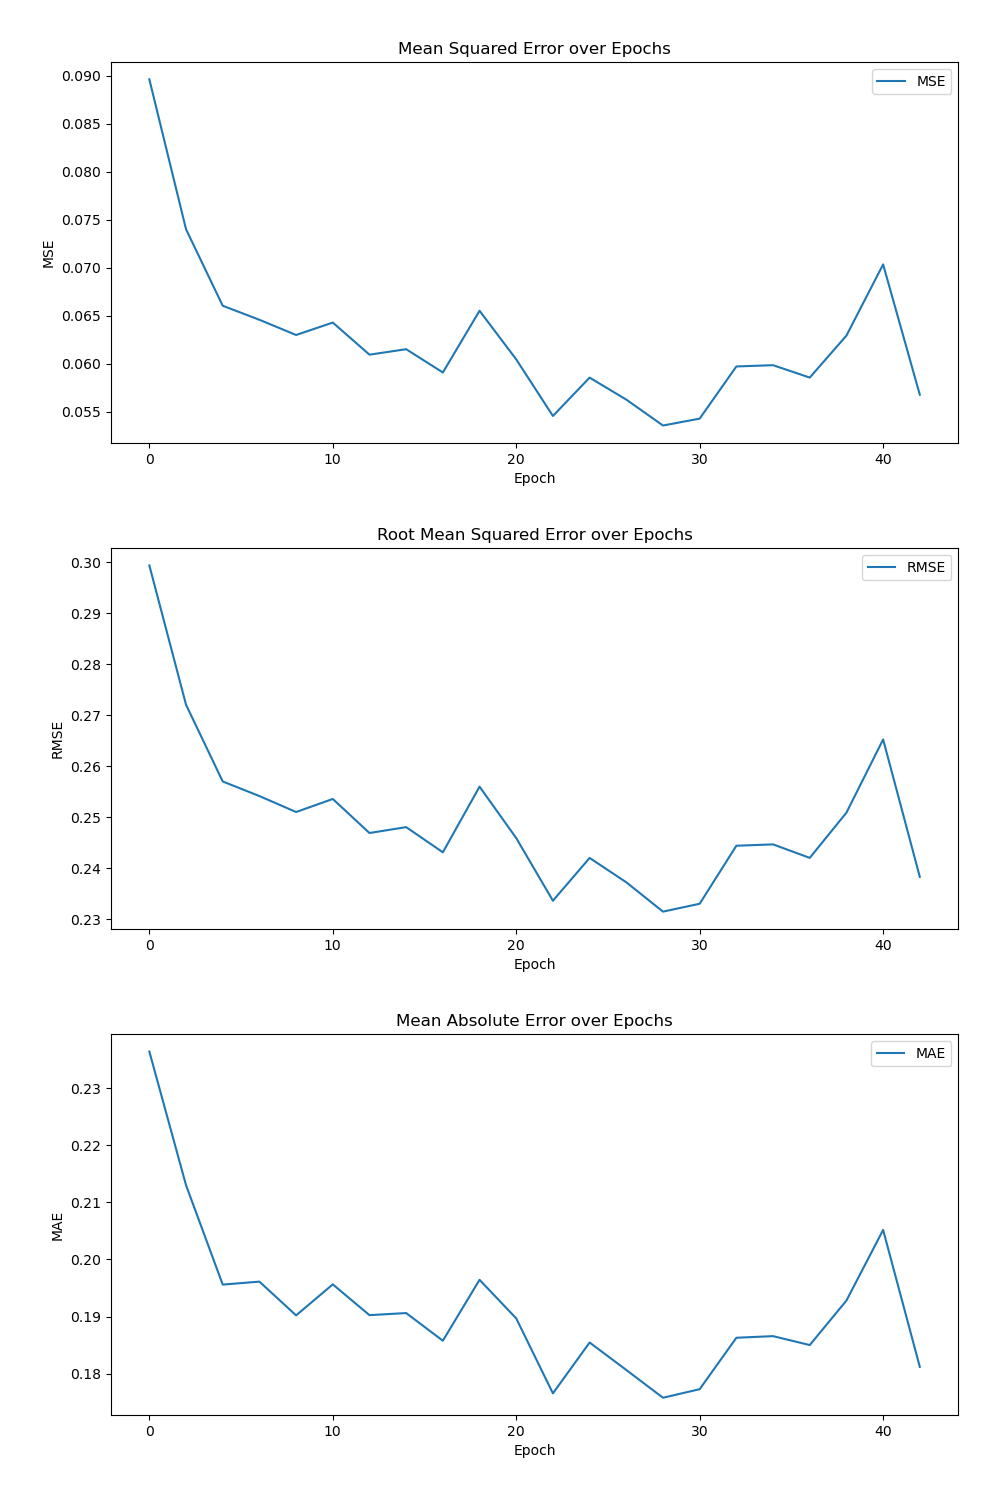 Mean Squared Error over Epochs
MSE
0.090
0.085
0.080
0.075
0.070
0.065
0.060
0.055
MSE
0 10 20 30 40
Epoch
Root Mean Squared Error over Epochs
RMSE
0.30
0.29
0.28
0.27
0.26
0.25
0.24
0.23
RMSE
0 10 20 30 40
Epoch
Mean Absolute Error over Epochs
MAE
0.23
0.22
0.21
0.20
0.19
0.18
MAE
0 10 20 30 40
Epoch